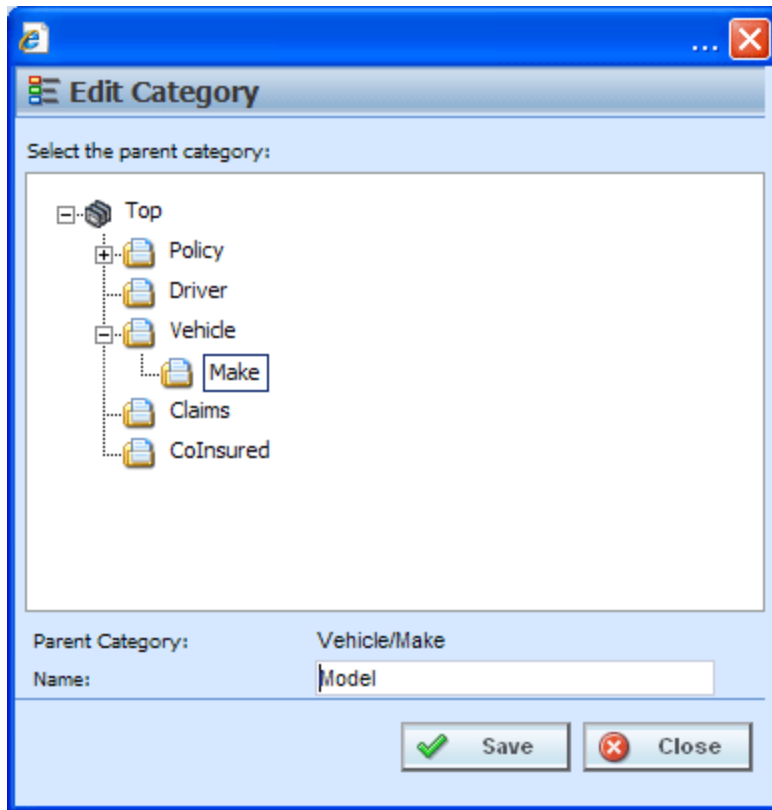 ...
Edit Category
Select the parent category:
Top
Policy
Driver
Vehicle
Make
Claims
CoInsured
Parent Category: Vehicle/Make
Name: Model
Save Close